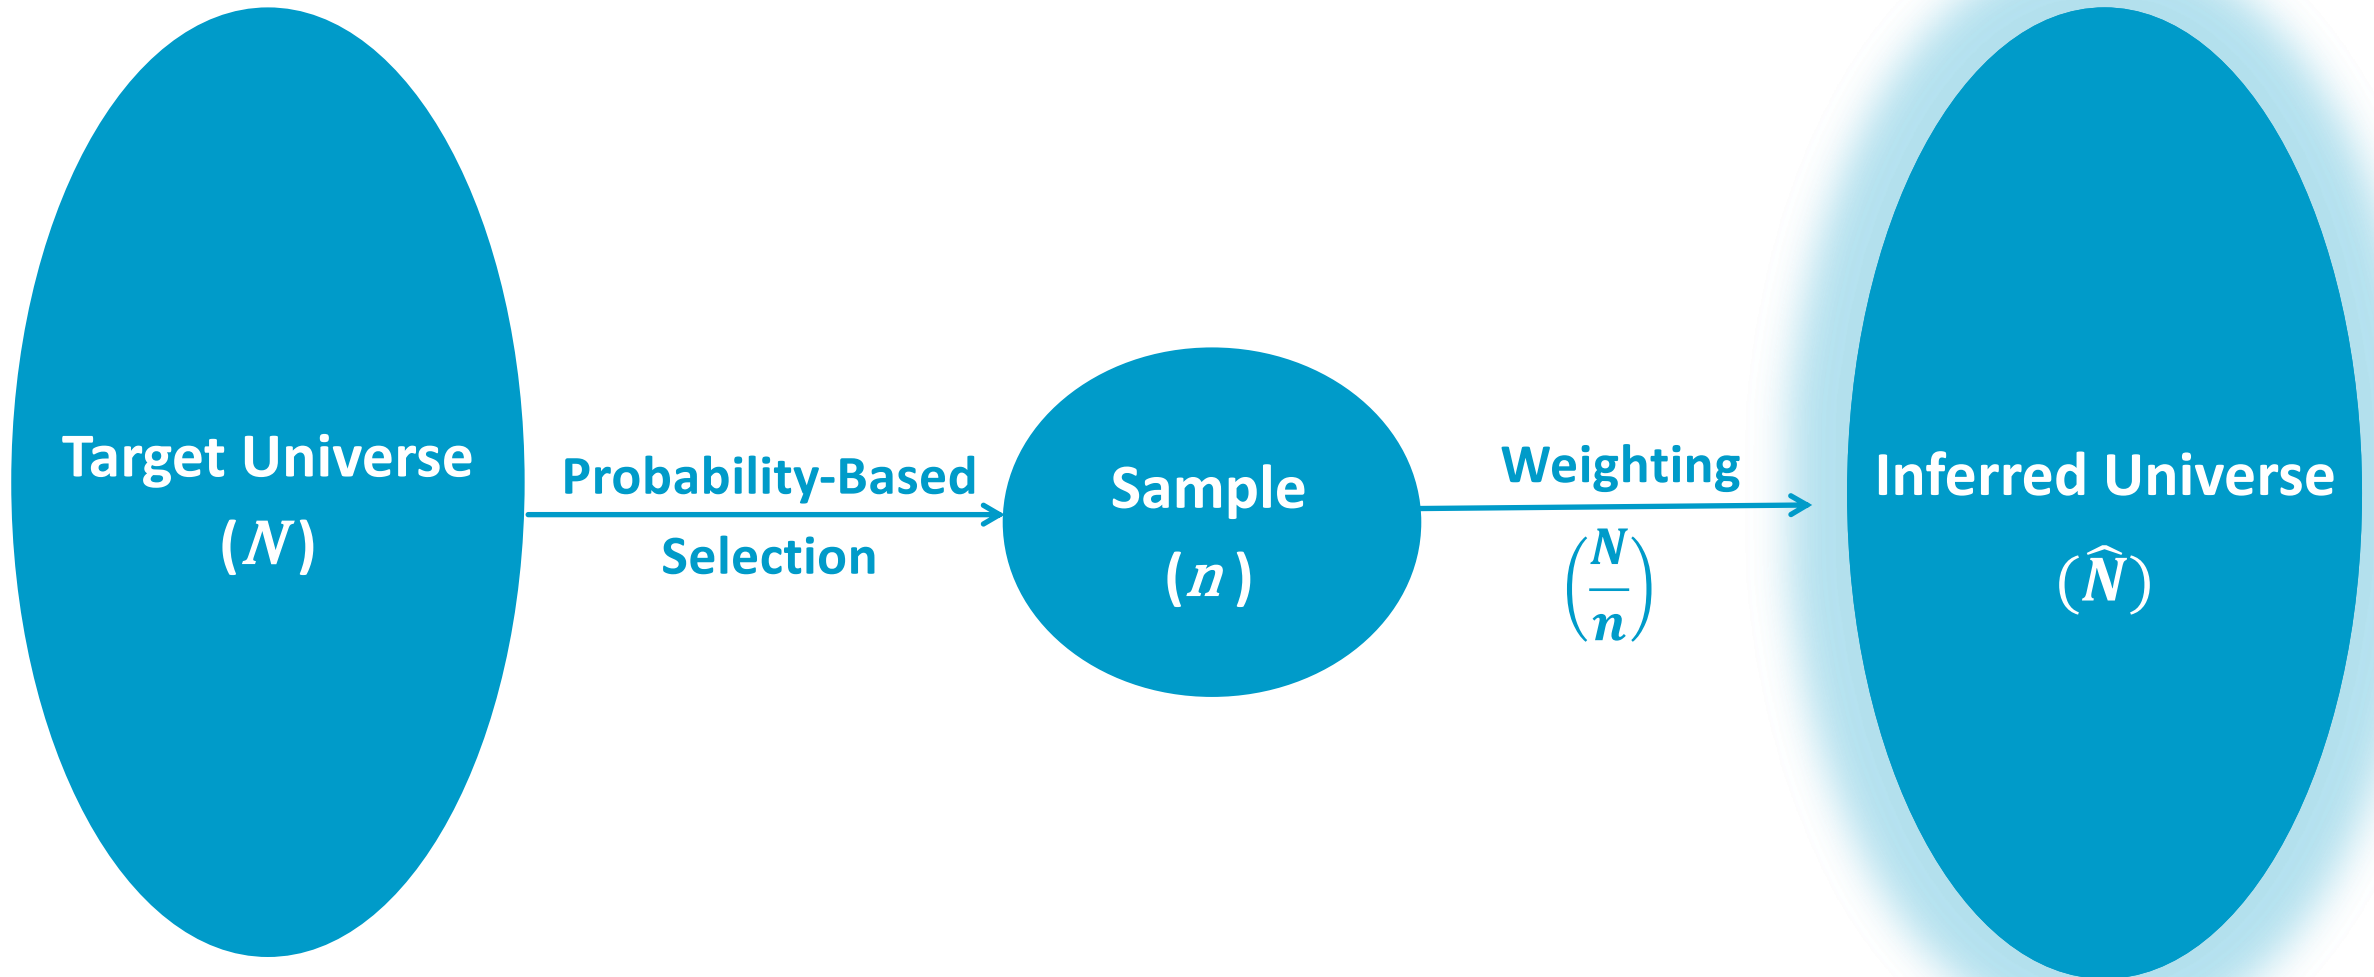 Target Universe
(N)
Probability-Based
Selection
Sample
(n)
Weighting
(N/n)
Inferred Universe
(N̂)